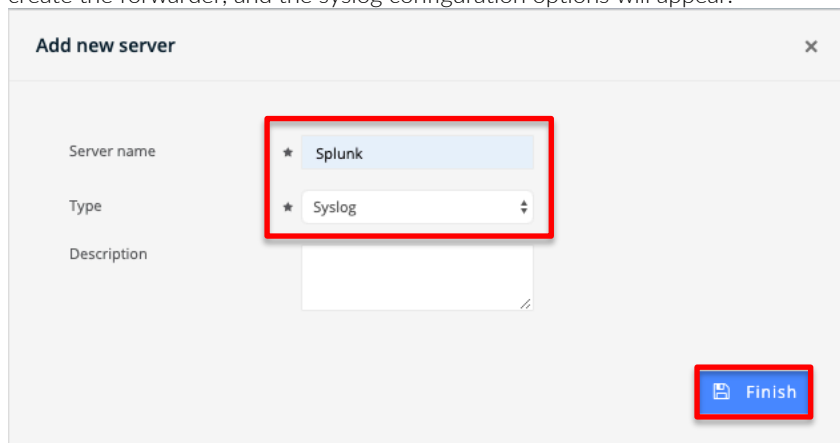 create the forwarder, and the syslog configuration options will appear.
Add new server ×
Server name ★ Splunk
Type ★ Syslog
Description
Finish